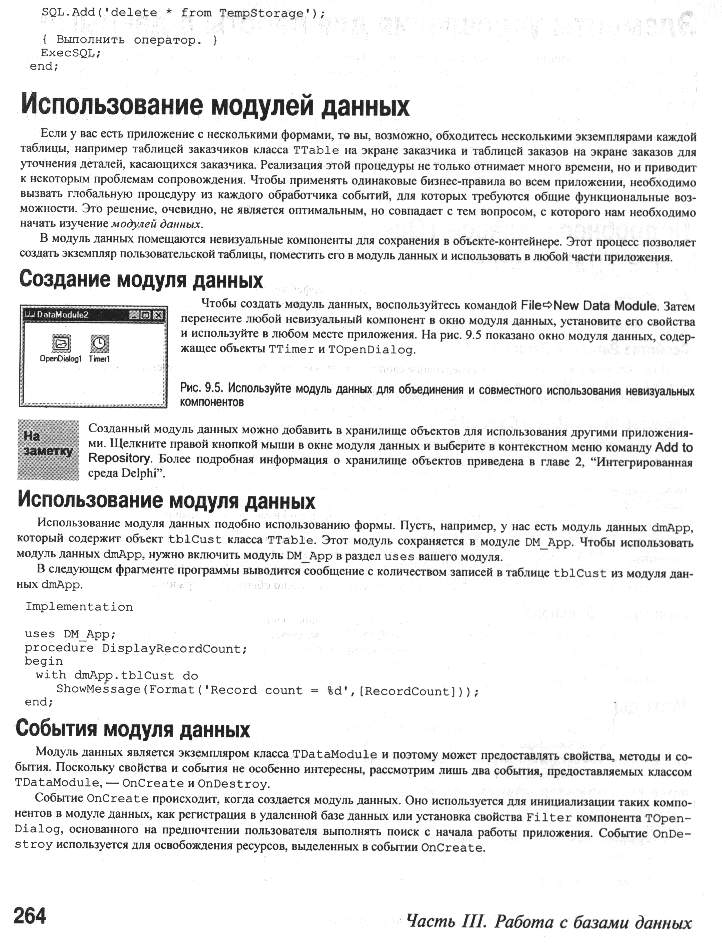 SQL.Add('delete * from TempStorage');
{ Выполнить оператор. }
ExecSQL;
end;
Использование модулей данных
Если у вас есть приложение с несколькими формами, то вы, возможно, обходитесь несколькими экземплярами каждой
таблицы, например таблицей заказчиков класса TTable на экране заказчика и таблицей заказов на экране заказов для
уточнения деталей, касающихся заказчика. Реализация этой процедуры не только отнимает много времени, но и приводит
к некоторым проблемам сопровождения. Чтобы применять одинаковые бизнес-правила во всем приложении, необходимо
вызвать глобальную процедуру из каждого обработчика событий, для которых требуются общие функциональные воз-
можности. Это решение, очевидно, не является оптимальным, но совпадает с тем вопросом, с которого нам необходимо
начать изучение модулей данных.
В модуль данных помещаются невизуальные компоненты для сохранения в объекте-контейнере. Этот процесс позволяет
создать экземпляр пользовательской таблицы, поместить его в модуль данных и использовать в любой части приложения.
Создание модуля данных
DataModule2
OpenDialog1 Timer1
Чтобы создать модуль данных, воспользуйтесь командой File⇨New Data Module. Затем
перенесите любой невизуальный компонент в окно модуля данных, установите его свойства
и используйте в любом месте приложения. На рис. 9.5 показано окно модуля данных, содер-
жащее объекты TTimer и TOpenDialog.
Рис. 9.5. Используйте модуль данных для объединения и совместного использования невизуальных
компонентов
На
заметку
Созданный модуль данных можно добавить в хранилище объектов для использования другими приложения-
ми. Щелкните правой кнопкой мыши в окне модуля данных и выберите в контекстном меню команду Add to
Repository. Более подробная информация о хранилище объектов приведена в главе 2, “Интегрированная
среда Delphi”.
Использование модуля данных
Использование модуля данных подобно использованию формы. Пусть, например, у нас есть модуль данных dmApp,
который содержит объект tblCust класса TTable. Этот модуль сохраняется в модуле DM_App. Чтобы использовать
модуль данных dmApp, нужно включить модуль DM_App в раздел uses вашего модуля.
В следующем фрагменте программы выводится сообщение с количеством записей в таблице tblCust из модуля дан-
ных dmApp.
Implementation
uses DM_App;
procedure DisplayRecordCount;
begin
with dmApp.tblCust do
ShowMessage(Format('Record count = %d',[RecordCount]));
end;
События модуля данных
Модуль данных является экземпляром класса TDataModule и поэтому может предоставлять свойства, методы и со-
бытия. Поскольку свойства и события не особенно интересны, рассмотрим лишь два события, предоставляемых классом
TDataModule, — OnCreate и OnDestroy.
Событие OnCreate происходит, когда создается модуль данных. Оно используется для инициализации таких компо-
нентов в модуле данных, как регистрация в удаленной базе данных или установка свойства Filter компонента TOpen-
Dialog, основанного на предпочтении пользователя выполнять поиск с начала работы приложения. Событие OnDe-
stroy используется для освобождения ресурсов, выделенных в событии OnCreate.
264
Часть III. Работа с базами данных